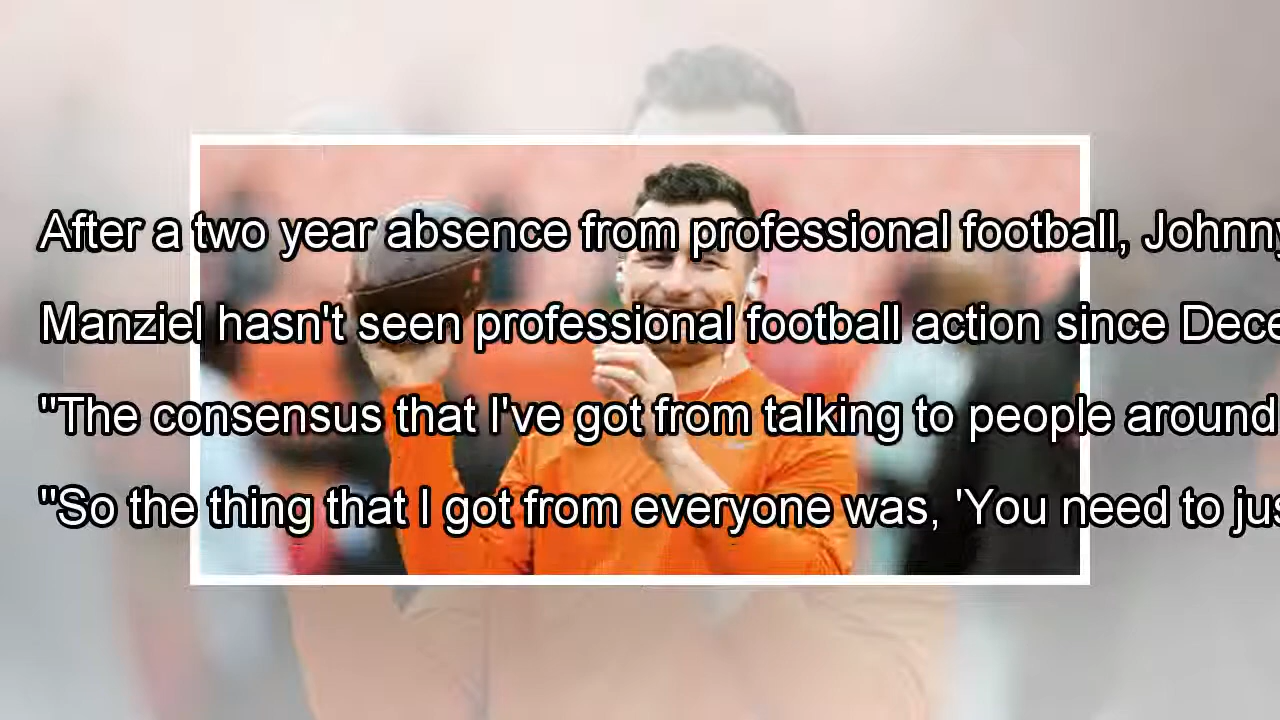 After a two year absence from professional football, Johnny
Manziel hasn't seen professional football action since Dece
"The consensus that I've got from talking to people around
"So the thing that I got from everyone was, 'You need to jus